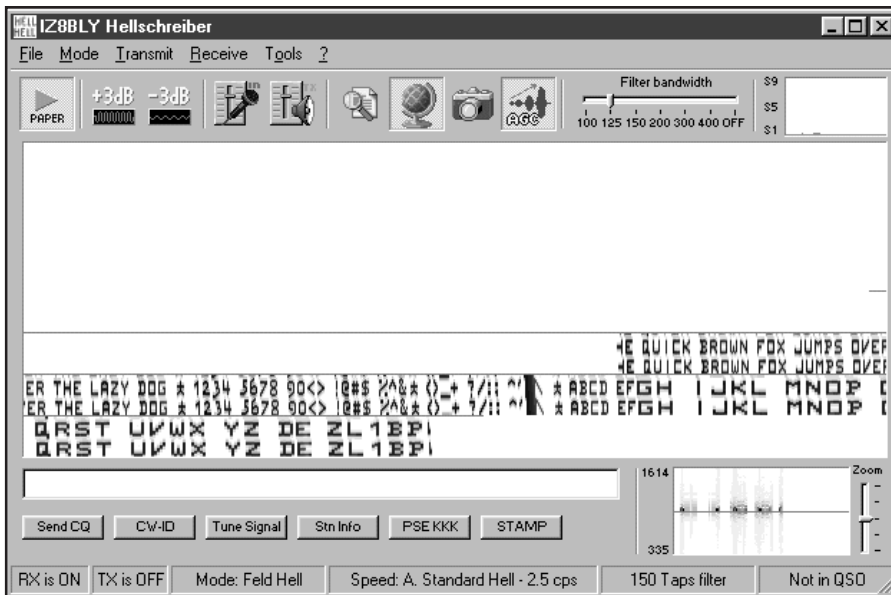 HELL HELL IZ8BLY Hellschreiber
File Mode Transmit Receive Tools ?
PAPER +3dB -3dB AGC
Filter bandwidth
100 125 150 200 300 400 OFF
S9
S5
S1
HE QUICK BROWN FOX JUMPS OVER
HE QUICK BROWN FOX JUMPS OVER
ER THE LAZY DOG * 1234 5678 90<> !@#$ %^&* () _+ ?/ ABCD EFGH IJKL MNOP
ER THE LAZY DOG * 1234 5678 90<> !@#$ %^&* () _+ ?/ ABCD EFGH IJKL MNOP
QRST UVWX YZ DE ZL1BPI
QRST UVWX YZ DE ZL1BPI
1614
335
Zoom
Send CQ CW-ID Tune Signal Stn Info PSE KKK STAMP
RX is ON TX is OFF Mode: Feld Hell Speed: A. Standard Hell - 2.5 cps 150 Taps filter Not in QSO